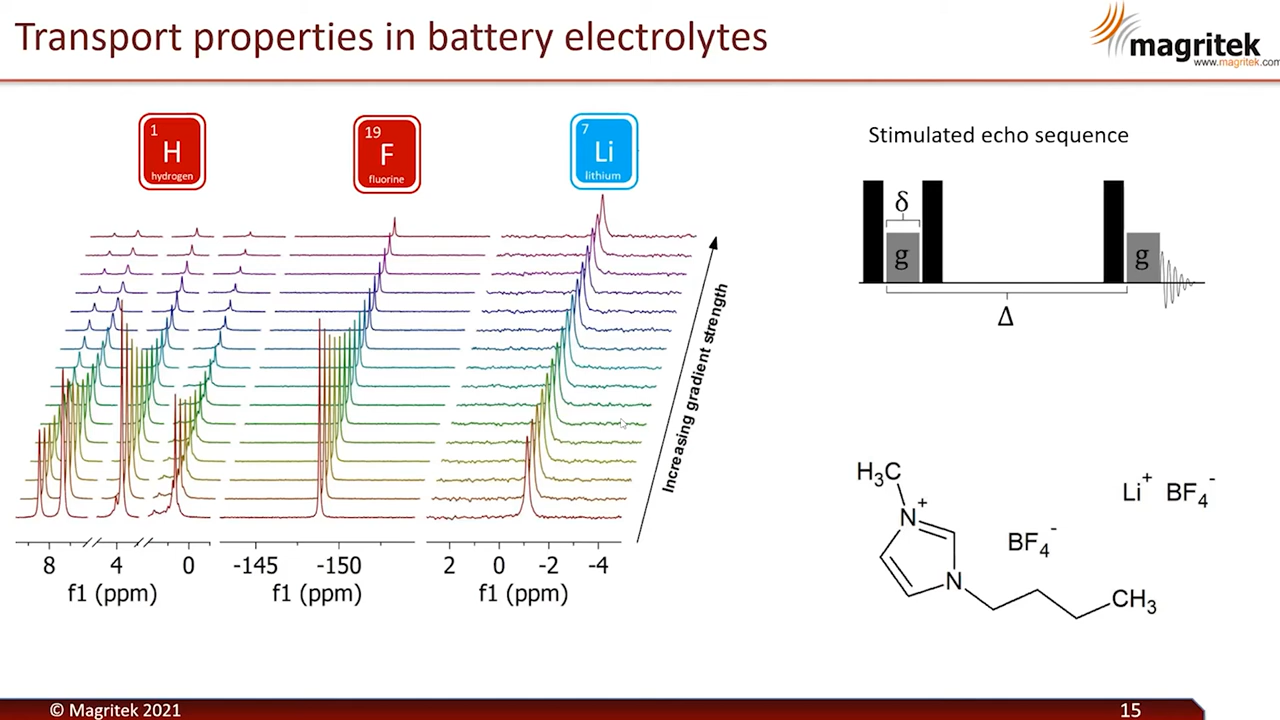 Transport properties in battery electrolytes
magritek
www.magritek.com
1
H
hydrogen
19
F
fluorine
7
Li
lithium
Increasing gradient strength
8 4 0
f1 (ppm)
-145 -150
f1 (ppm)
2 0 -2 -4
f1 (ppm)
Stimulated echo sequence
δ
g g
Δ
H₃C
N⁺
N
CH₃
BF₄⁻
Li⁺ BF₄⁻
© Magritek 2021
15